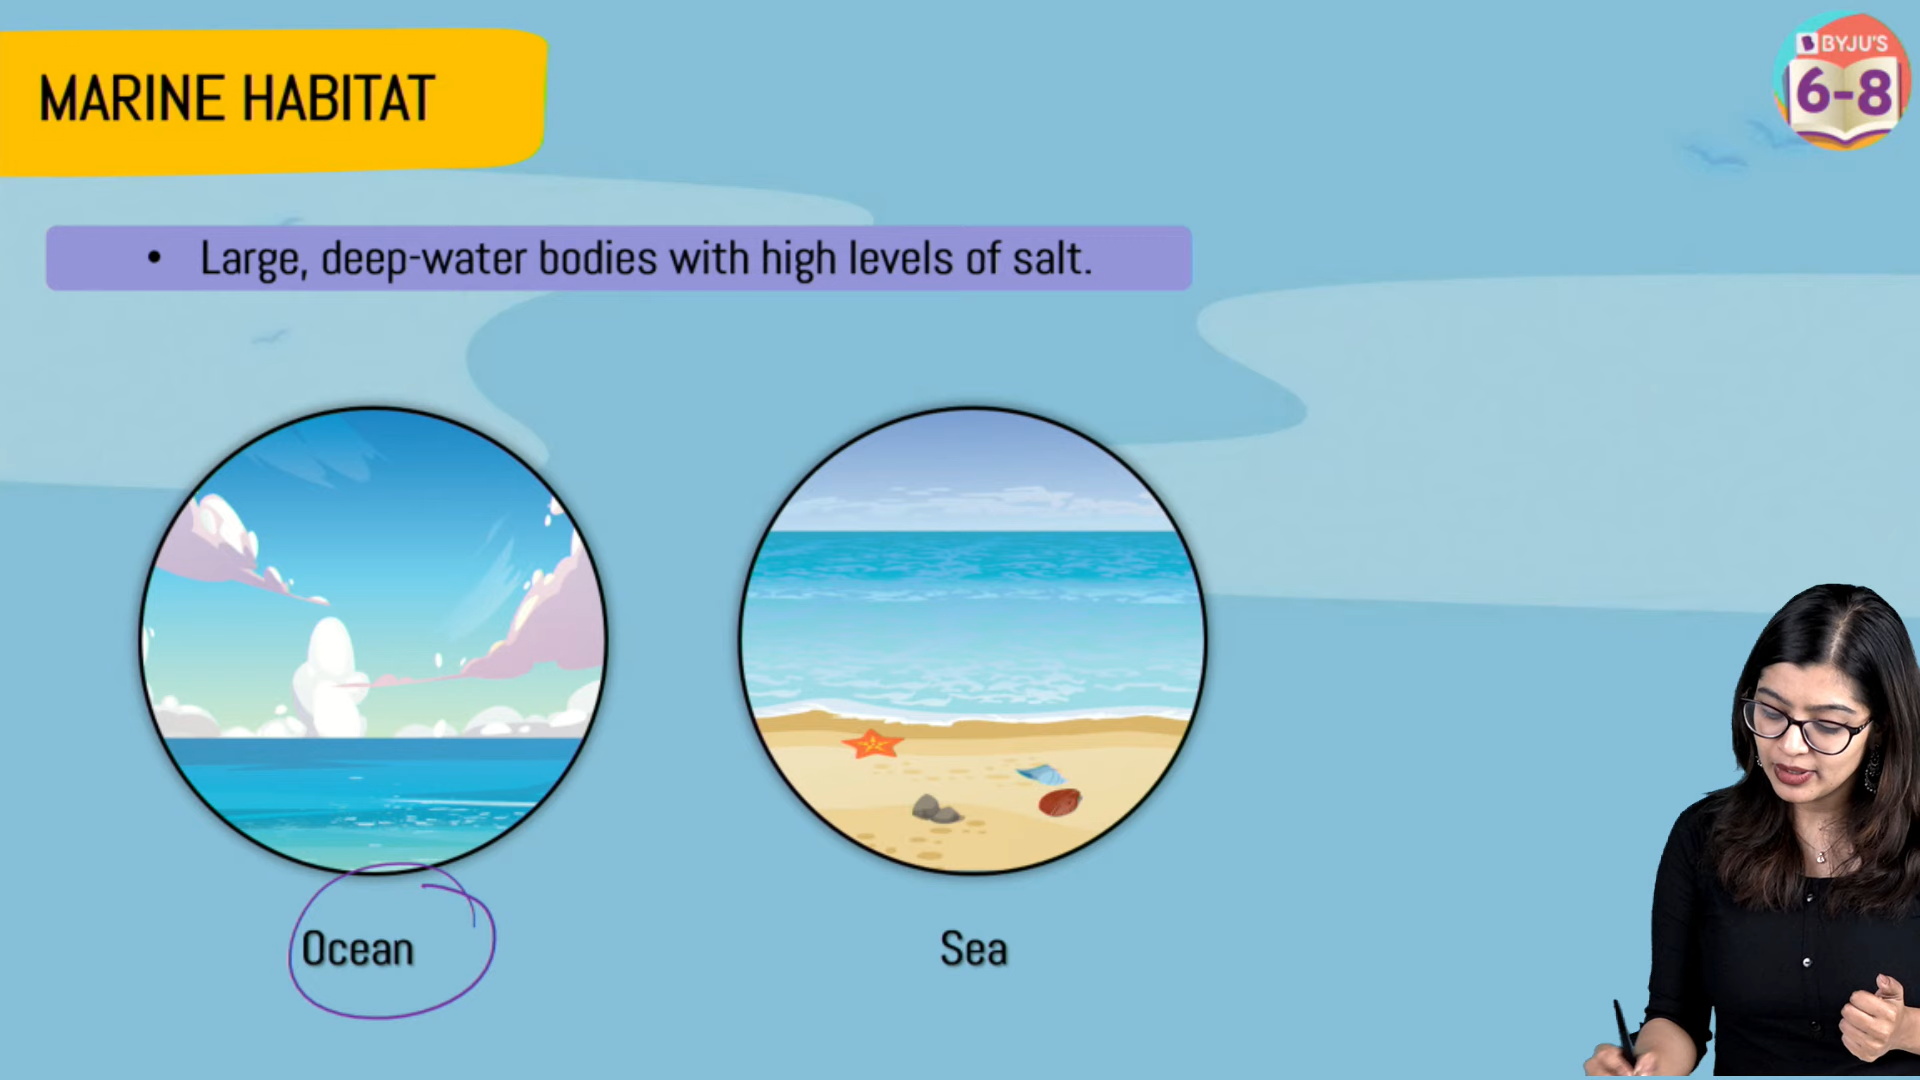 MARINE HABITAT
BYJU'S
6-8
• Large, deep-water bodies with high levels of salt.
Ocean
Sea